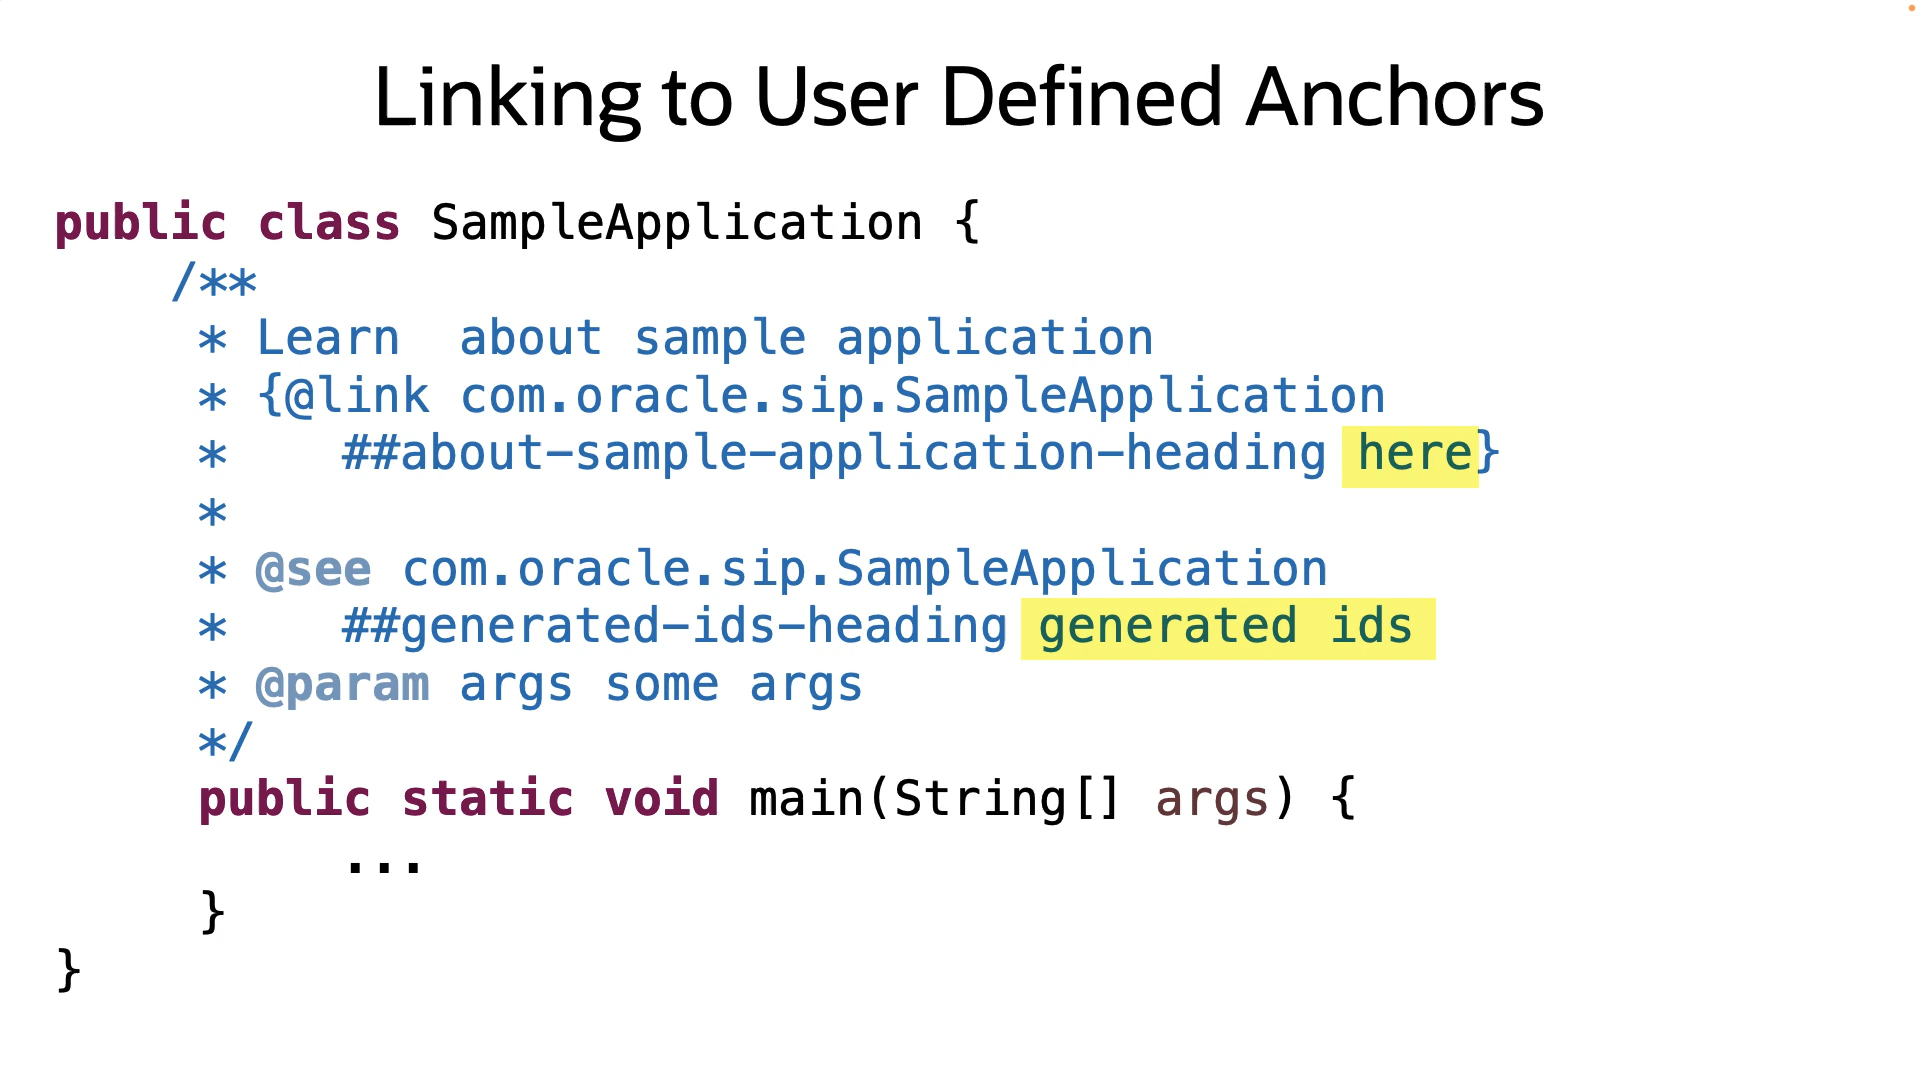 Linking to User Defined Anchors
public class SampleApplication {
    /**
     * Learn  about sample application
     * {@link com.oracle.sip.SampleApplication
     *    ##about-sample-application-heading here}
     *
     * @see com.oracle.sip.SampleApplication
     *    ##generated-ids-heading generated ids
     * @param args some args
     */
     public static void main(String[] args) {
          ...
     }
}